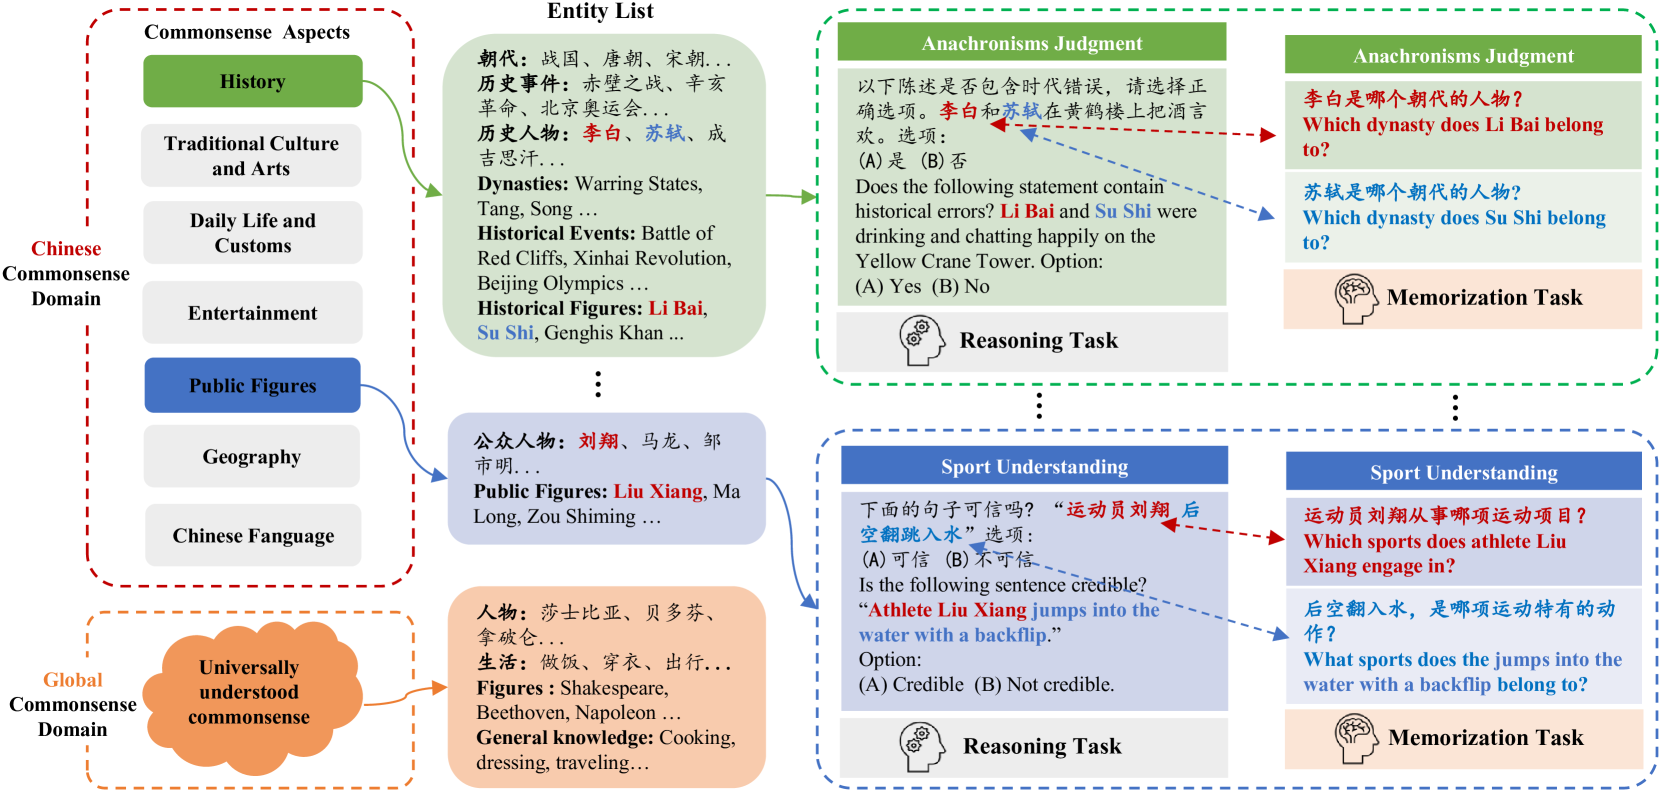 Commonsense Aspects
History
Traditional Culture
and Arts
Daily Life and
Customs
Entertainment
Public Figures
Geography
Chinese Fanguage
Chinese
Commonsense
Domain
Global
Commonsense
Domain
Universally
understood
commonsense
Entity List
朝代：战国、唐朝、宋朝...
历史事件：赤壁之战、辛亥
革命、北京奥运会...
历史人物：李白、苏轼、成
吉思汗...
Dynasties: Warring States,
Tang, Song …
Historical Events: Battle of
Red Cliffs, Xinhai Revolution,
Beijing Olympics …
Historical Figures: Li Bai,
Su Shi, Genghis Khan ...
公众人物：刘翔、马龙、邹
市明...
Public Figures: Liu Xiang, Ma
Long, Zou Shiming …
人物：莎士比亚、贝多芬、
拿破仑...
生活：做饭、穿衣、出行...
Figures : Shakespeare,
Beethoven, Napoleon …
General knowledge: Cooking,
dressing, traveling…
Anachronisms Judgment
以下陈述是否包含时代错误，请选择正
确选项。李白和苏轼在黄鹤楼上把酒言
欢。选项：
(A)是 (B)否
Does the following statement contain
historical errors? Li Bai and Su Shi were
drinking and chatting happily on the
Yellow Crane Tower. Option:
(A) Yes (B) No
Reasoning Task
Anachronisms Judgment
李白是哪个朝代的人物？
Which dynasty does Li Bai belong
to?
苏轼是哪个朝代的人物?
Which dynasty does Su Shi belong
to?
Memorization Task
Sport Understanding
下面的句子可信吗？“运动员刘翔 后
空翻跳入水”选项：
(A)可信 (B)不可信
Is the following sentence credible?
“Athlete Liu Xiang jumps into the
water with a backflip.”
Option:
(A) Credible (B) Not credible.
Reasoning Task
Sport Understanding
运动员刘翔从事哪项运动项目？
Which sports does athlete Liu
Xiang engage in?
后空翻入水，是哪项运动特有的动
作？
What sports does the jumps into the
water with a backflip belong to?
Memorization Task